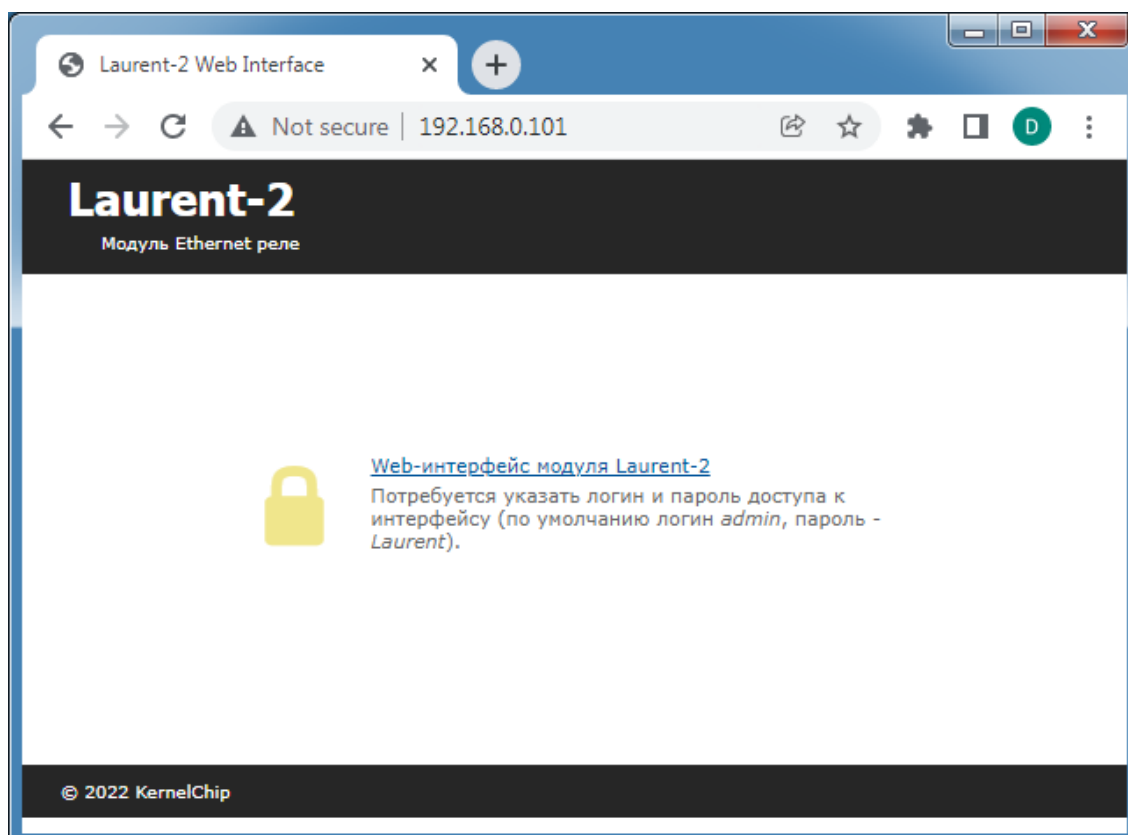 Laurent-2 Web Interface
Not secure 192.168.0.101
D
Laurent-2
Модуль Ethernet реле
Web-интерфейс модуля Laurent-2
Потребуется указать логин и пароль доступа к
интерфейсу (по умолчанию логин admin, пароль -
Laurent).
© 2022 KernelChip